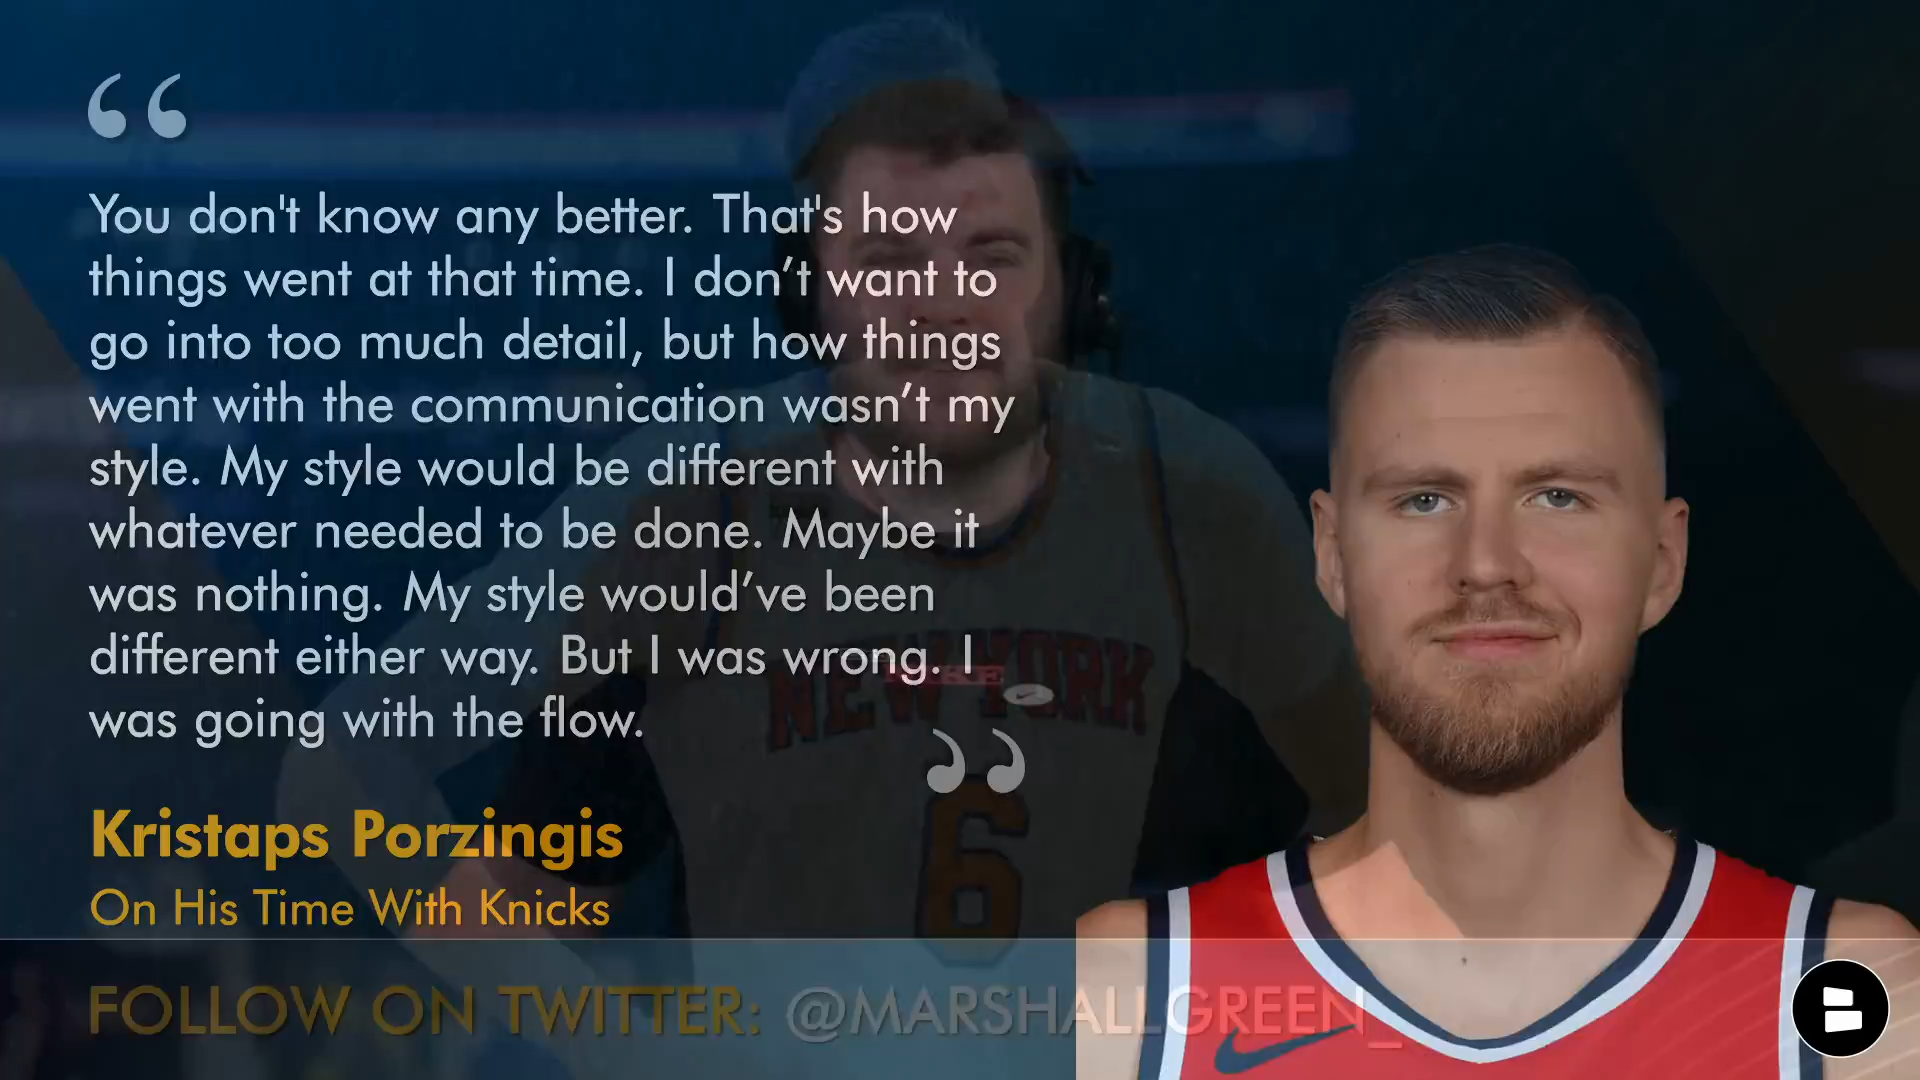 “
You don't know any better. That's how
things went at that time. I don’t want to
go into too much detail, but how things
went with the communication wasn’t my
style. My style would be different with
whatever needed to be done. Maybe it
was nothing. My style would’ve been
different either way. But I was wrong. I
was going with the flow.
”
Kristaps Porzingis
On His Time With Knicks
NEW YORK
6
FOLLOW ON TWITTER: @MARSHALLGREEN_